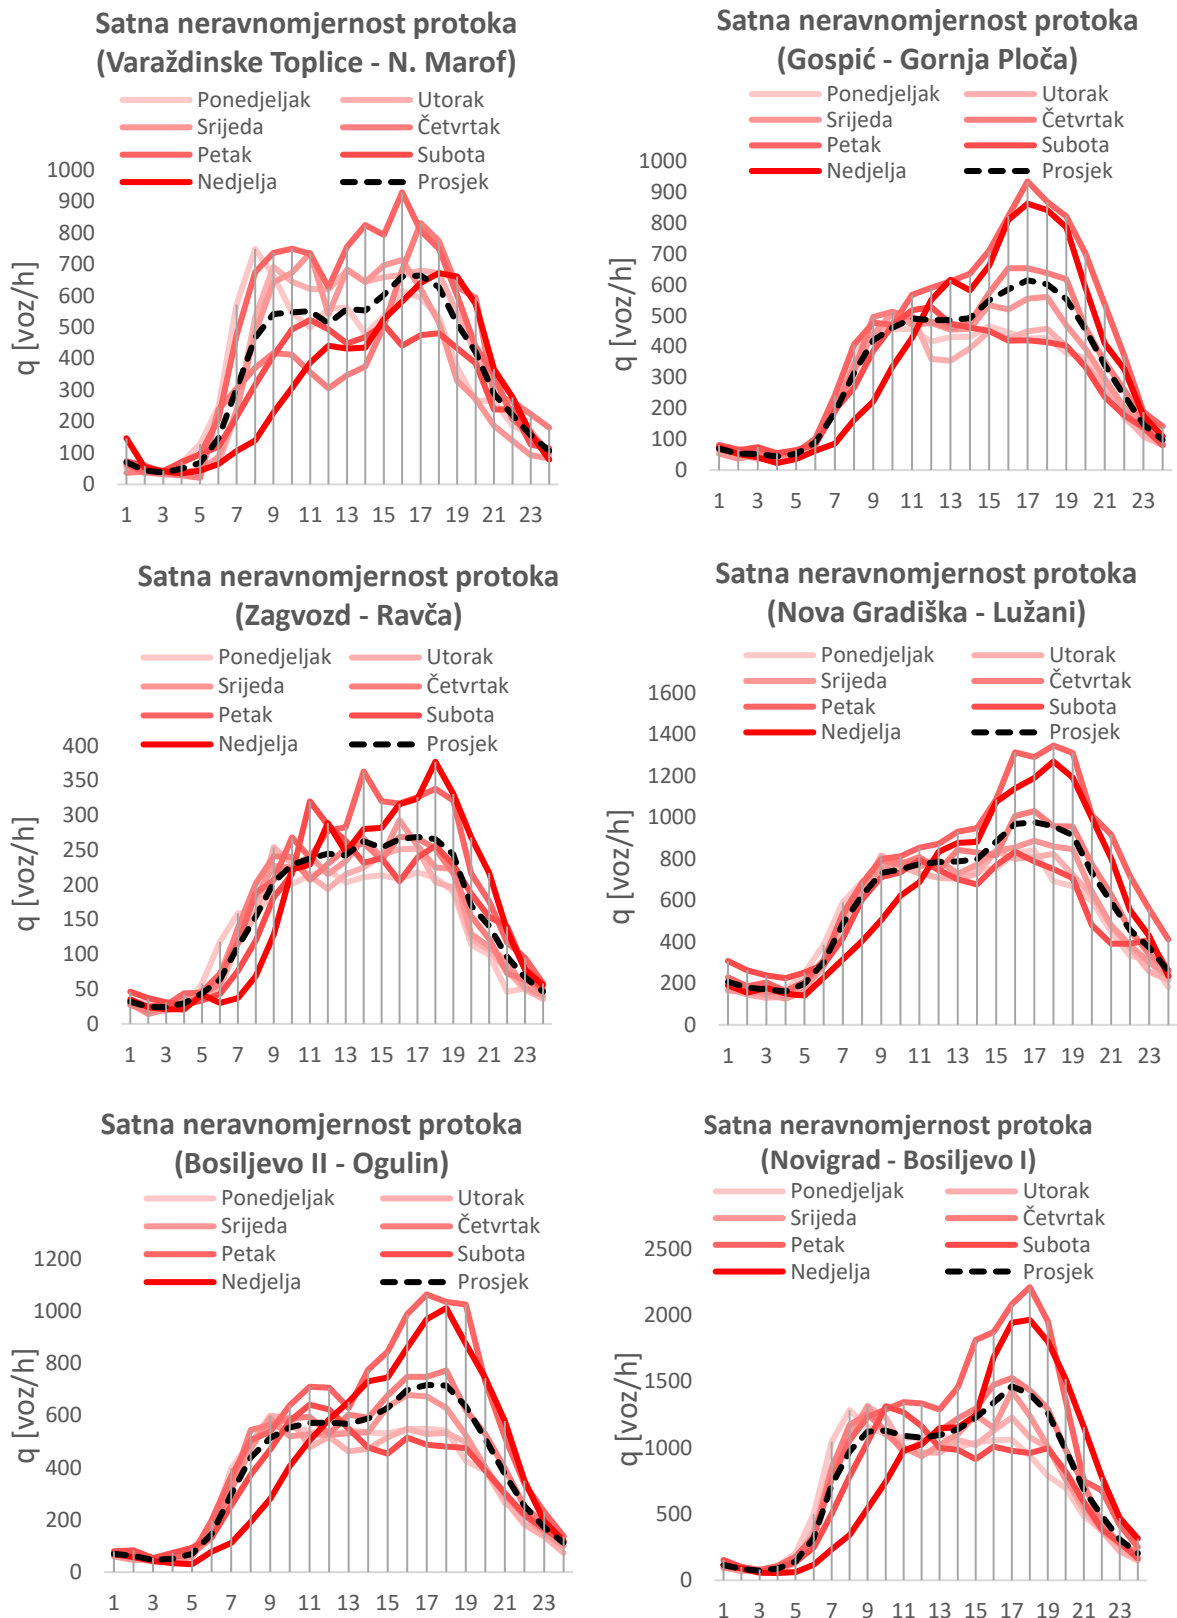 Satna neravnomjernost protoka
(Varaždinske Toplice - N. Marof)
Ponedjeljak Utorak
Srijeda Četvrtak
Petak Subota
Nedjelja Prosjek
q [voz/h]
1000
900
800
700
600
500
400
300
200
100
0
1 3 5 7 9 11 13 15 17 19 21 23
Satna neravnomjernost protoka
(Gospić - Gornja Ploča)
Ponedjeljak Utorak
Srijeda Četvrtak
Petak Subota
Nedjelja Prosjek
q [voz/h]
1000
900
800
700
600
500
400
300
200
100
0
1 3 5 7 9 11 13 15 17 19 21 23
Satna neravnomjernost protoka
(Zagvozd - Ravča)
Ponedjeljak Utorak
Srijeda Četvrtak
Petak Subota
Nedjelja Prosjek
q [voz/h]
400
350
300
250
200
150
100
50
0
1 3 5 7 9 11 13 15 17 19 21 23
Satna neravnomjernost protoka
(Nova Gradiška - Lužani)
Ponedjeljak Utorak
Srijeda Četvrtak
Petak Subota
Nedjelja Prosjek
q [voz/h]
1600
1400
1200
1000
800
600
400
200
0
1 3 5 7 9 11 13 15 17 19 21 23
Satna neravnomjernost protoka
(Bosiljevo II - Ogulin)
Ponedjeljak Utorak
Srijeda Četvrtak
Petak Subota
Nedjelja Prosjek
q [voz/h]
1200
1000
800
600
400
200
0
1 3 5 7 9 11 13 15 17 19 21 23
Satna neravnomjernost protoka
(Novigrad - Bosiljevo I)
Ponedjeljak Utorak
Srijeda Četvrtak
Petak Subota
Nedjelja Prosjek
q [voz/h]
2500
2000
1500
1000
500
0
1 3 5 7 9 11 13 15 17 19 21 23